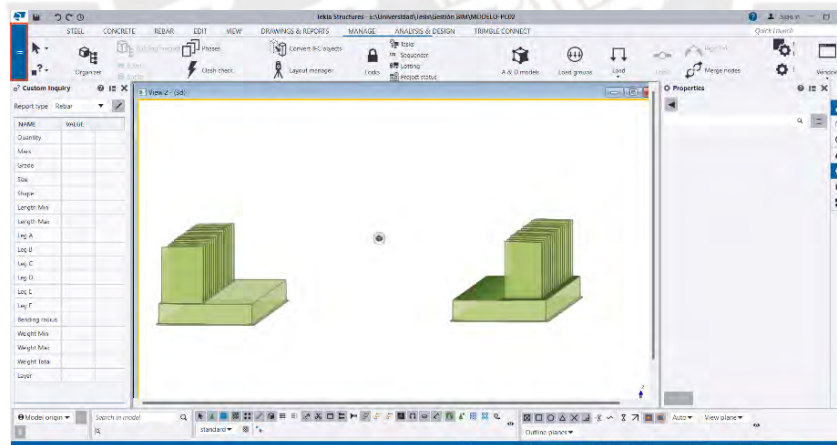 Tekla Structures - E:\Universidad\Tesis\Gestión BIM\MODELO-PC02
Sign in
STEEL CONCRETE REBAR EDIT VIEW DRAWINGS & REPORTS MANAGE ANALYSIS & DESIGN TRIMBLE CONNECT
Quick Launch
Organizer
Phases
Clash check
Convert IFC objects
Layout manager
Locks
Tasks
Sequencer
Lotting
Project status
A & D models
Load groups
Load
Merge nodes
Window
Custom Inquiry
Report type Rebar
NAME VALUE
Quantity
Mass
Grade
Size
Shape
Length Min
Length Max
Leg A
Leg B
Leg C
Leg D
Leg E
Leg F
Bending radius
Weight Min
Weight Max
Weight Total
Layer
View 2 - (3d)
Properties
Model origin
Search in model
standard
Auto
View plane
Outline planes